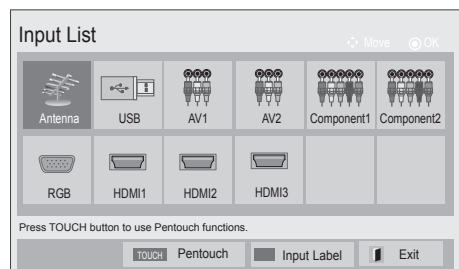 Input List
Move OK
Antenna USB AV1 AV2 Component1 Component2
RGB HDMI1 HDMI2 HDMI3
Press TOUCH button to use Pentouch functions.
TOUCH Pentouch Input Label Exit